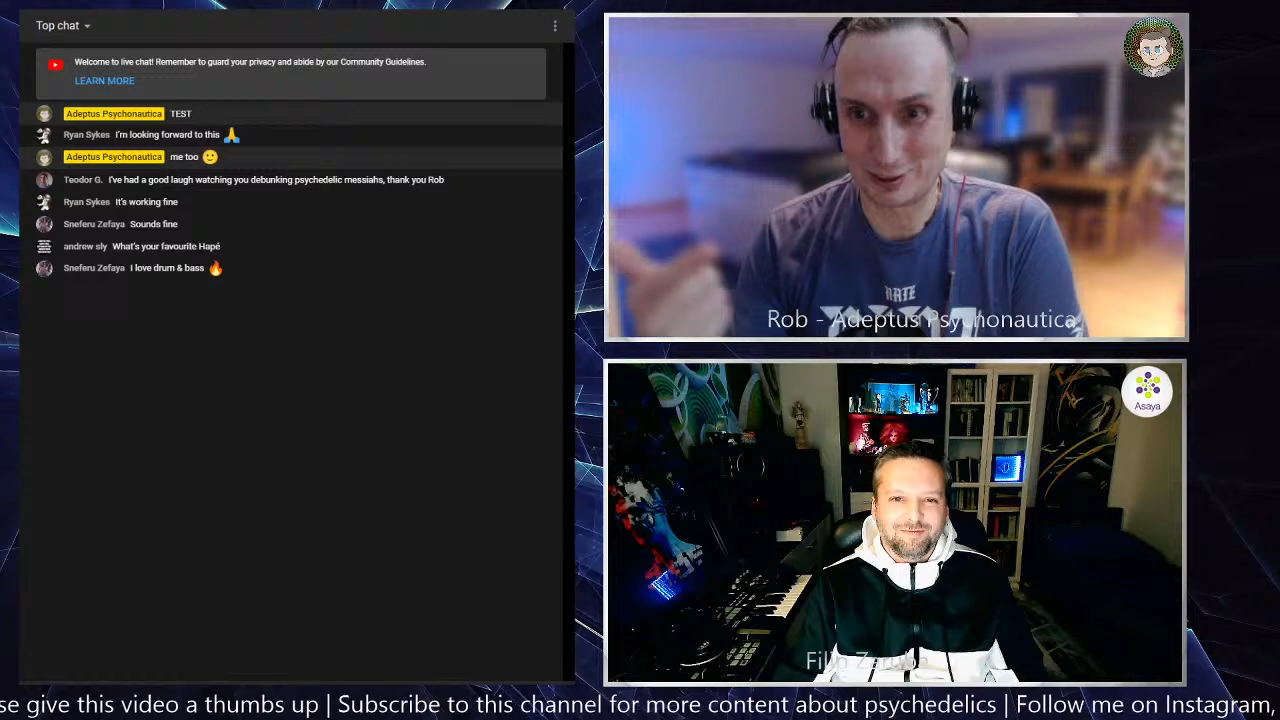 Top chat
Welcome to live chat! Remember to guard your privacy and abide by our Community Guidelines.
LEARN MORE
Adeptus Psychonautica TEST
Ryan Sykes I'm looking forward to this 🙏
Adeptus Psychonautica me too 🙂
Teodor G. I've had a good laugh watching you debunking psychedelic messiahs, thank you Rob
Ryan Sykes It's working fine
Sneferu Zefaya Sounds fine
andrew sly What's your favourite Hapé
Sneferu Zefaya I love drum & bass 🔥
HATE
Rob - Adeptus Psychonautica
Asaya
Filip
se give this video a thumbs up | Subscribe to this channel for more content about psychedelics | Follow me on Instagram,